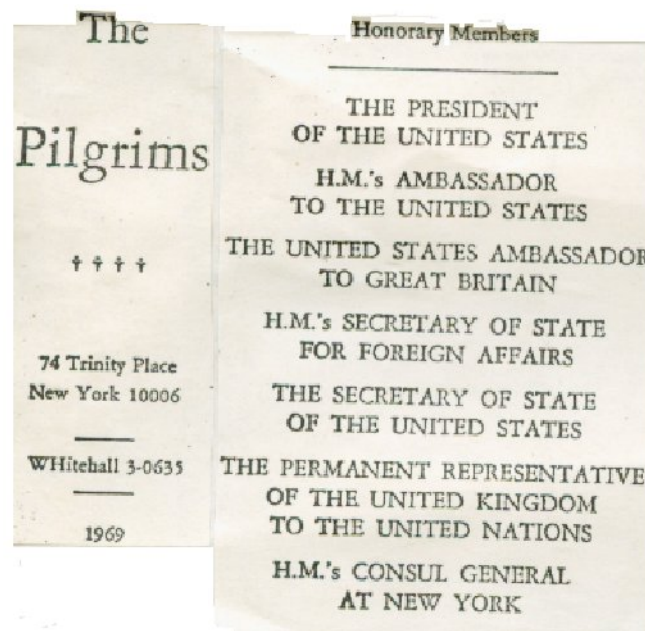 The
Pilgrims
✝ ✝ ✝ ✝
74 Trinity Place
New York 10006
WHitehall 3-0635
1969
Honorary Members
THE PRESIDENT
OF THE UNITED STATES
H.M.'s AMBASSADOR
TO THE UNITED STATES
THE UNITED STATES AMBASSADOR
TO GREAT BRITAIN
H.M.'s SECRETARY OF STATE
FOR FOREIGN AFFAIRS
THE SECRETARY OF STATE
OF THE UNITED STATES
THE PERMANENT REPRESENTATIVE
OF THE UNITED KINGDOM
TO THE UNITED NATIONS
H.M.'s CONSUL GENERAL
AT NEW YORK